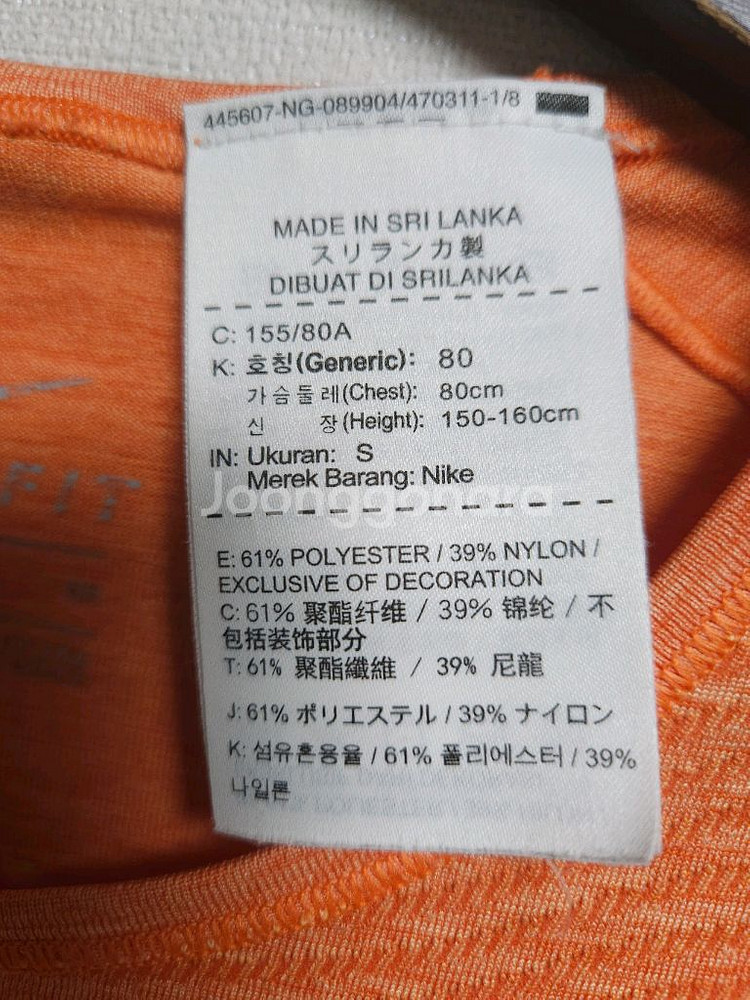 445607-NG-089904/470311-1/8
MADE IN SRI LANKA
スリランカ製
DIBUAT DI SRILANKA
C: 155/80A
K: 호칭(Generic): 80
가슴둘레(Chest): 80cm
신 장(Height): 150-160cm
IN: Ukuran: S
Merek Barang: Nike
Joonggonara
E: 61% POLYESTER / 39% NYLON /
EXCLUSIVE OF DECORATION
C: 61% 聚酯纤维 / 39% 锦纶 / 不
包括装饰部分
T: 61% 聚酯纖維 / 39% 尼龍
J: 61% ポリエステル / 39% ナイロン
K: 섬유혼용율 / 61% 폴리에스터 / 39%
나일론
FIT